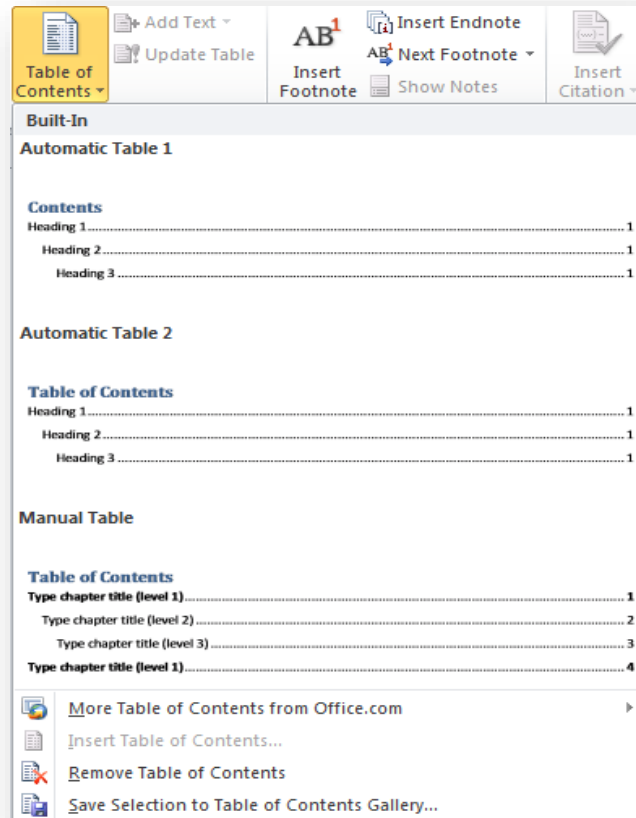 Table of Contents
Add Text
Update Table
AB1
Insert Footnote
Insert Endnote
AB1 Next Footnote
Show Notes
Insert Citation
Built-In
Automatic Table 1
Contents
Heading 1........................................1
Heading 2........................................1
Heading 3........................................1
Automatic Table 2
Table of Contents
Heading 1........................................1
Heading 2........................................1
Heading 3........................................1
Manual Table
Table of Contents
Type chapter title (level 1)........................................1
Type chapter title (level 2)........................................2
Type chapter title (level 3)........................................3
Type chapter title (level 1)........................................4
More Table of Contents from Office.com
Insert Table of Contents...
Remove Table of Contents
Save Selection to Table of Contents Gallery...